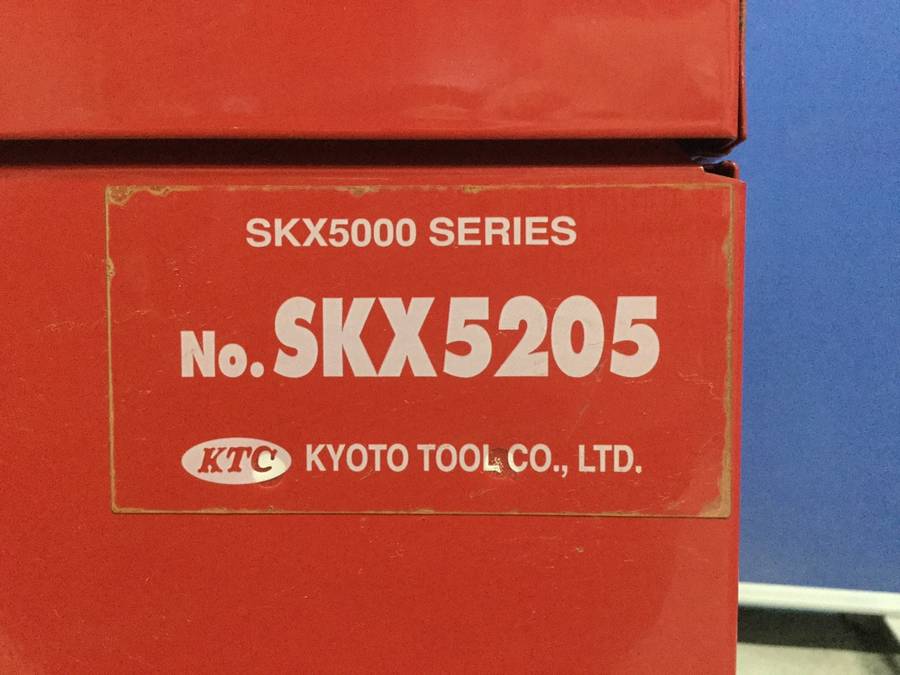 SKX5000 SERIES
No. SKX5205
KTC KYOTO TOOL CO., LTD.